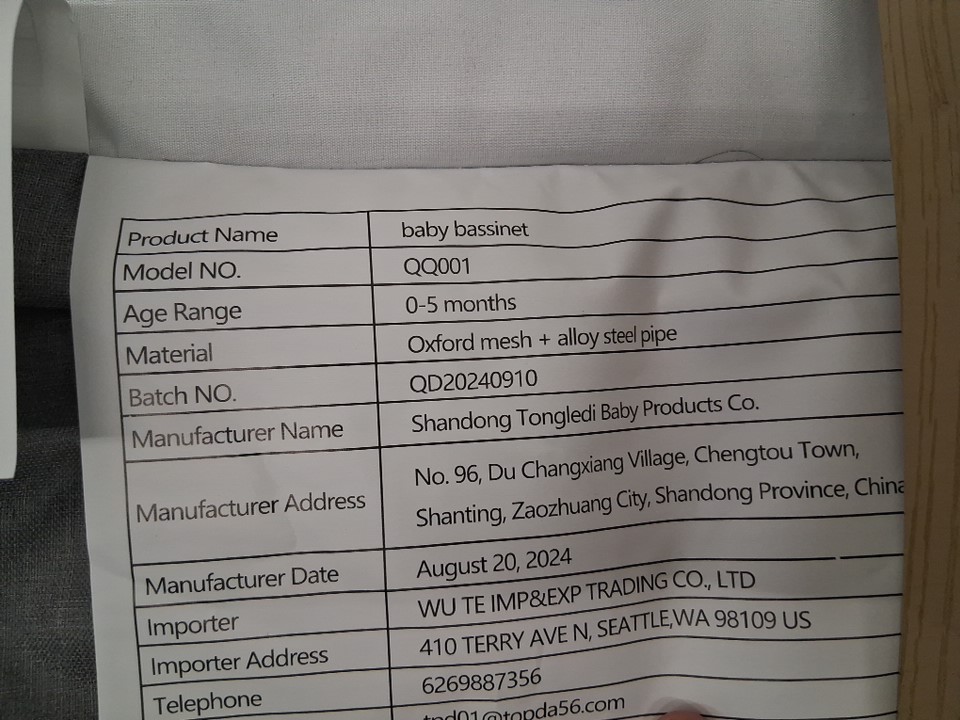 Product Name baby bassinet
Model NO. QQ001
Age Range 0-5 months
Material Oxford mesh + alloy steel pipe
Batch NO. QD20240910
Manufacturer Name Shandong Tongledi Baby Products Co.
Manufacturer Address No. 96, Du Changxiang Village, Chengtou Town,
Shanting, Zaozhuang City, Shandong Province, China
Manufacturer Date August 20, 2024
Importer WU TE IMP&EXP TRADING CO., LTD
Importer Address 410 TERRY AVE N, SEATTLE,WA 98109 US
Telephone 6269887356